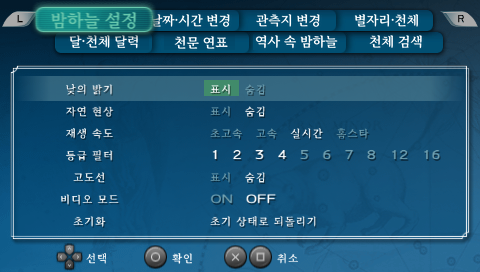 L 밤하늘 설정 날짜·시간 변경 관측지 변경 별자리·천체 R
달·천체 달력 천문 연표 역사 속 밤하늘 천체 검색
낮의 밝기 표시 숨김
자연 현상 표시 숨김
재생 속도 초고속 고속 실시간 홈스타
등급 필터 1 2 3 4 5 6 7 8 12 16
고도선 표시 숨김
비디오 모드 ON OFF
초기화 초기 상태로 되돌리기
선택 확인 취소